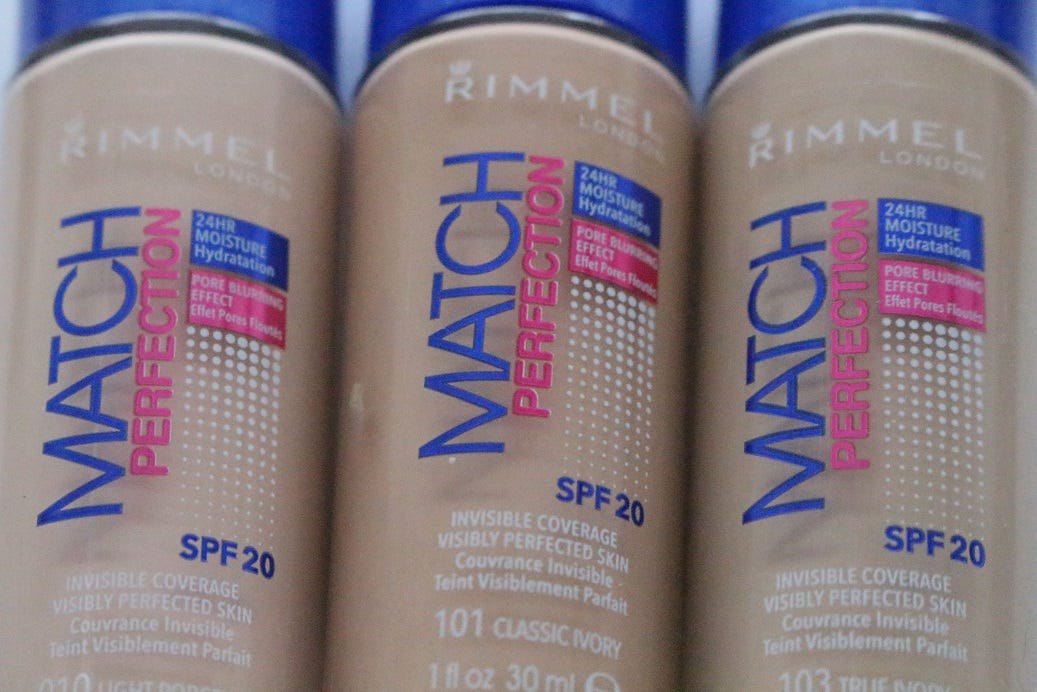 RIMMEL
LONDON
MATCH
PERFECTION
24HR
MOISTURE
Hydratation
PORE BLURRING
EFFECT
Effet Pores Floutés
SPF 20
INVISIBLE COVERAGE
VISIBLY PERFECTED SKIN
Couvrance Invisible
Teint Visiblement Parfait
010 LIGHT
RIMMEL
LONDON
MATCH
PERFECTION
24HR
MOISTURE
Hydratation
PORE BLURRING
EFFECT
Effet Pores Floutés
SPF 20
INVISIBLE COVERAGE
VISIBLY PERFECTED SKIN
Couvrance Invisible
Teint Visiblement Parfait
101 CLASSIC IVORY
1 fl oz 30 ml e
RIMMEL
LONDON
MATCH
PERFECTION
24HR
MOISTURE
Hydratation
PORE BLURRING
EFFECT
Effet Pores Floutés
SPF 20
INVISIBLE COVERAGE
VISIBLY PERFECTED SKIN
Couvrance Invisible
Teint Visiblement Parfait
103 TRUE IVORY